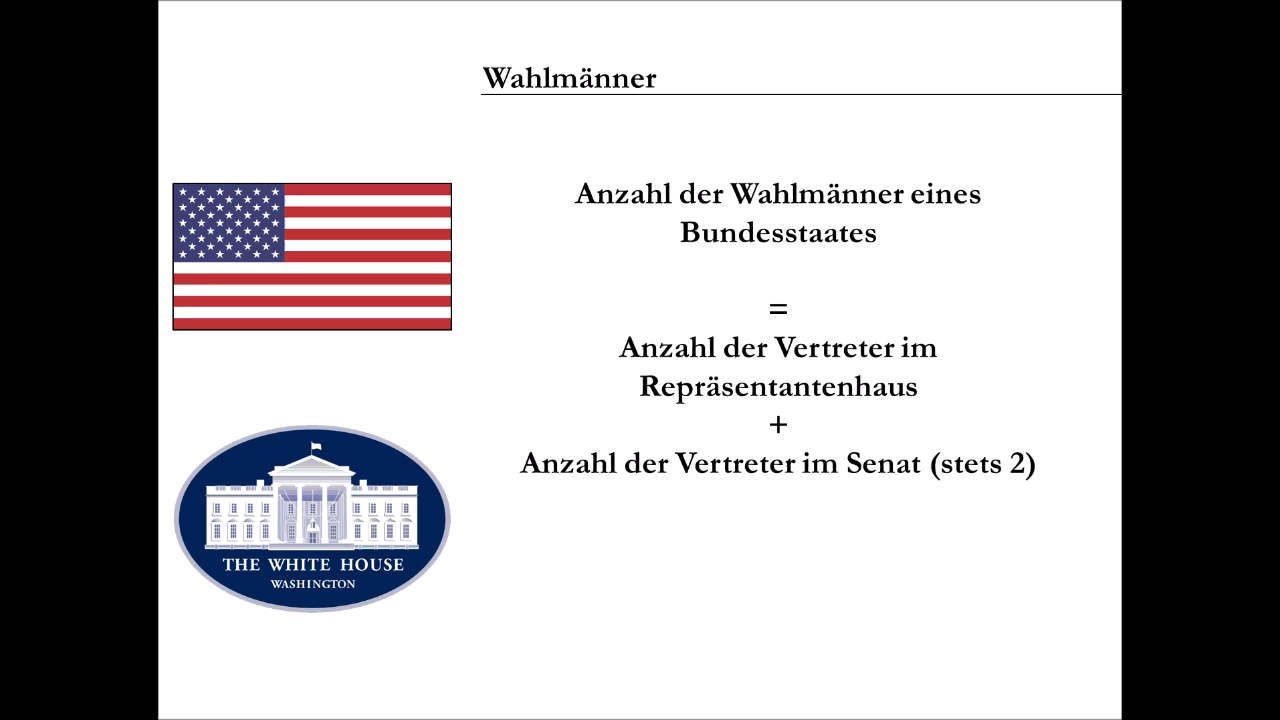 Wahlmänner
Anzahl der Wahlmänner eines
Bundesstaates
=
Anzahl der Vertreter im
Repräsentantenhaus
+
Anzahl der Vertreter im Senat (stets 2)
THE WHITE HOUSE
WASHINGTON